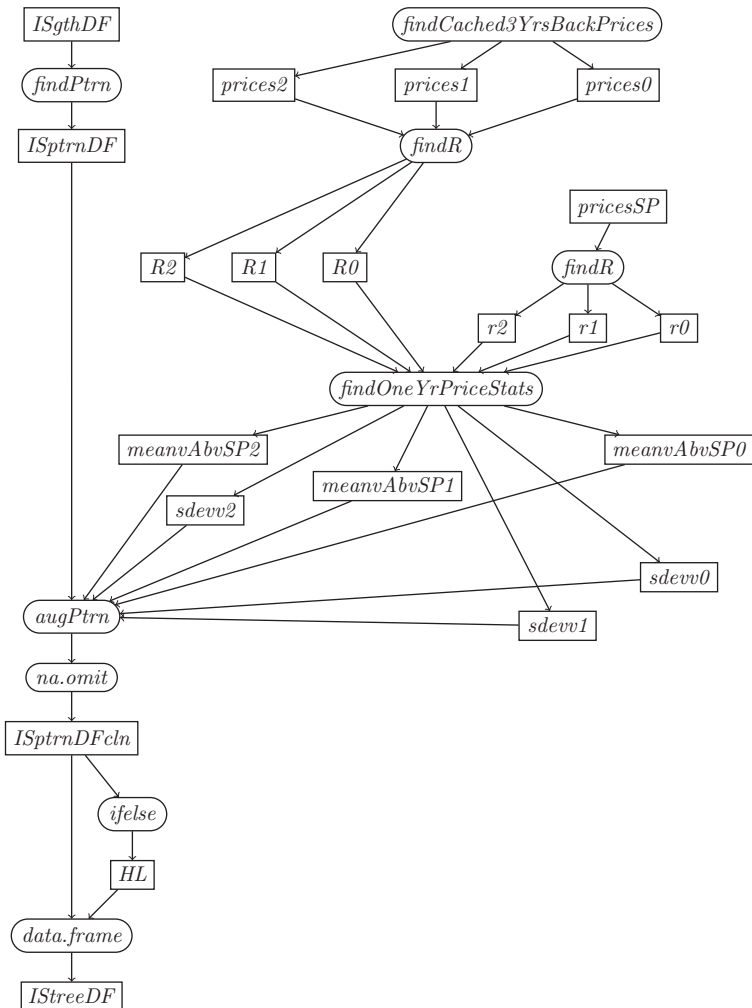 ISgthDF
findCached3YrsBackPrices
findPtrn
prices2
prices1
prices0
ISptrnDF
findR
pricesSP
R2
R1
R0
findR
r2
r1
r0
findOneYrPriceStats
meanvAbvSP2
meanvAbvSP0
meanvAbvSP1
sdevv2
sdevv0
augPtrn
sdevv1
na.omit
ISptrnDFcln
ifelse
HL
data.frame
IStreeDF